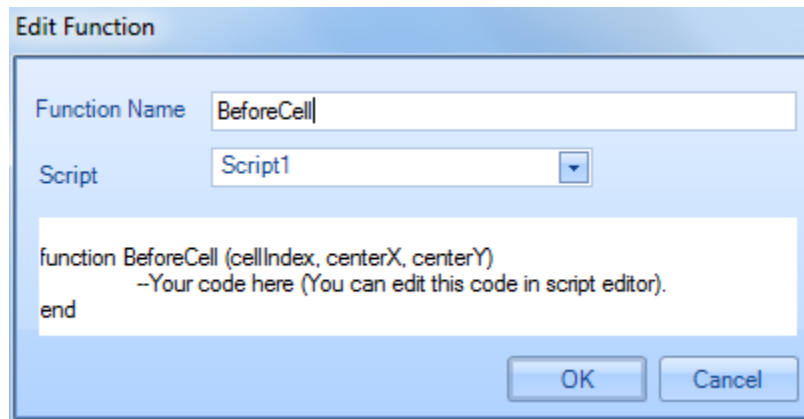 Edit Function
Function Name BeforeCell
Script Script1
function BeforeCell (cellIndex, centerX, centerY)
--Your code here (You can edit this code in script editor).
end
OK Cancel